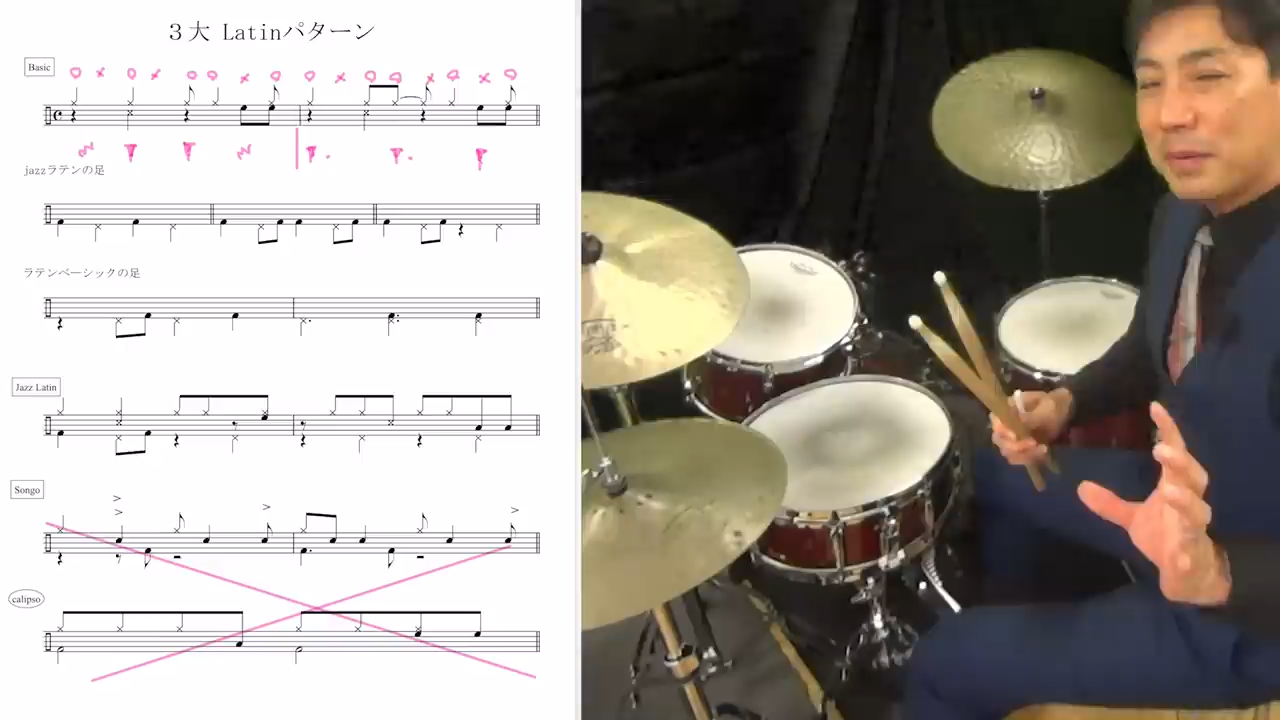 3大 Latinパターン
Basic
jazzラテンの足
ラテンベーシックの足
Jazz Latin
Songo
calipso